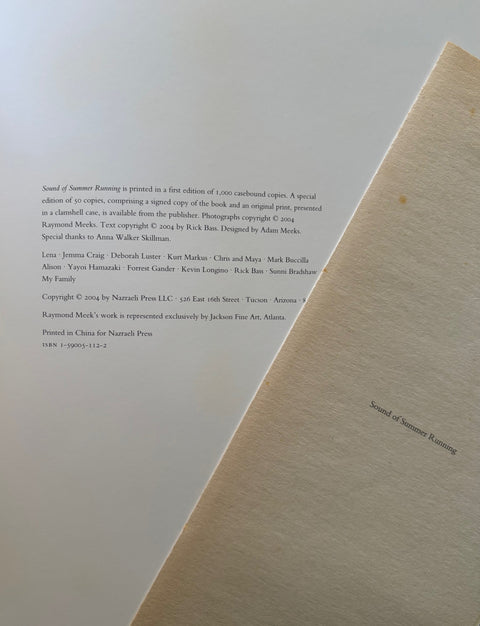 Sound of Summer Running is printed in a first edition of 1,000 casebound copies. A special
edition of 50 copies, comprising a signed copy of the book and an original print, presented
in a clamshell case, is available from the publisher. Photographs copyright © 2004
Raymond Meeks. Text copyright © 2004 by Rick Bass. Designed by Adam Meeks.
Special thanks to Anna Walker Skillman.
Lena · Jemma Craig · Deborah Luster · Kurt Markus · Chris and Maya · Mark Buccilla
Alison · Yayoi Hamazaki · Forrest Gander · Kevin Longino · Rick Bass · Sunni Bradshaw
My Family
Copyright © 2004 by Nazraeli Press LLC · 526 East 16th Street · Tucson · Arizona ·
Raymond Meek's work is represented exclusively by Jackson Fine Art, Atlanta.
Printed in China for Nazraeli Press
ISBN 1-59005-112-2
Sound of Summer Running